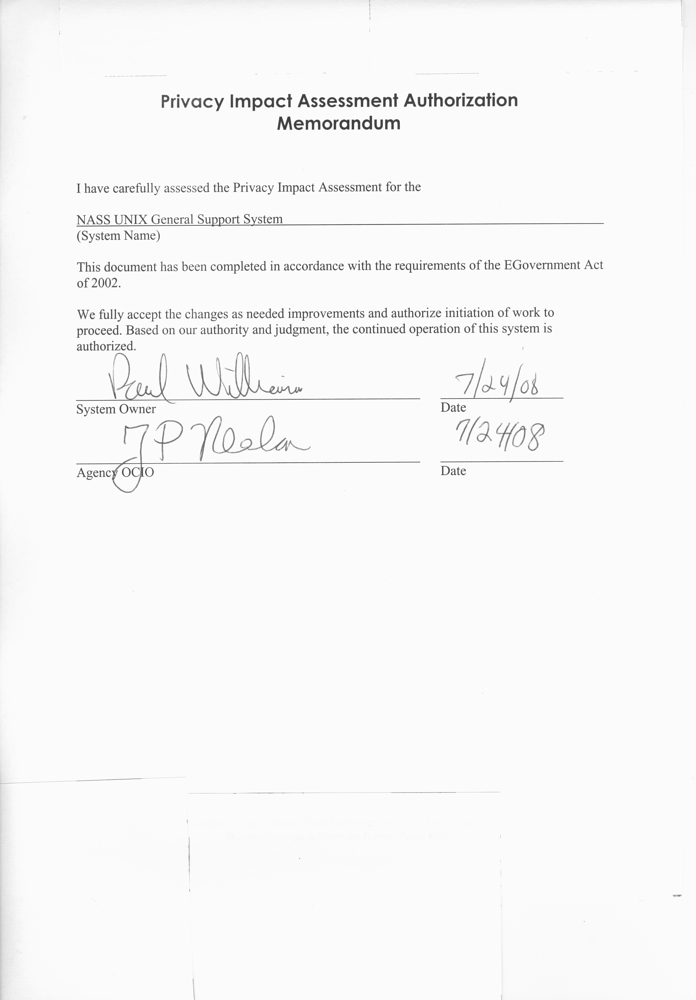 Privacy Impact Assessment Authorization
Memorandum
I have carefully assessed the Privacy Impact Assessment for the
NASS UNIX General Support System
(System Name)
This document has been completed in accordance with the requirements of the EGovernment Act
of 2002.
We fully accept the changes as needed improvements and authorize initiation of work to
proceed. Based on our authority and judgment, the continued operation of this system is
authorized.
Paul Williams 7/24/08
System Owner Date
JP 7/24/08
Agency OCIO Date